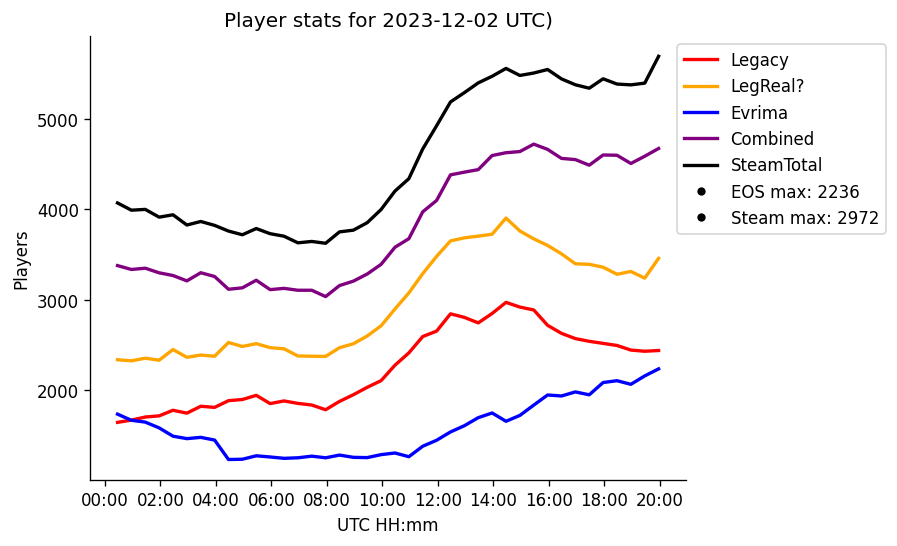 Player stats for 2023-12-02 UTC)
Legacy
LegReal?
Evrima
Combined
SteamTotal
EOS max: 2236
Steam max: 2972
Players
5000
4000
3000
2000
00:00 02:00 04:00 06:00 08:00 10:00 12:00 14:00 16:00 18:00 20:00
UTC HH:mm